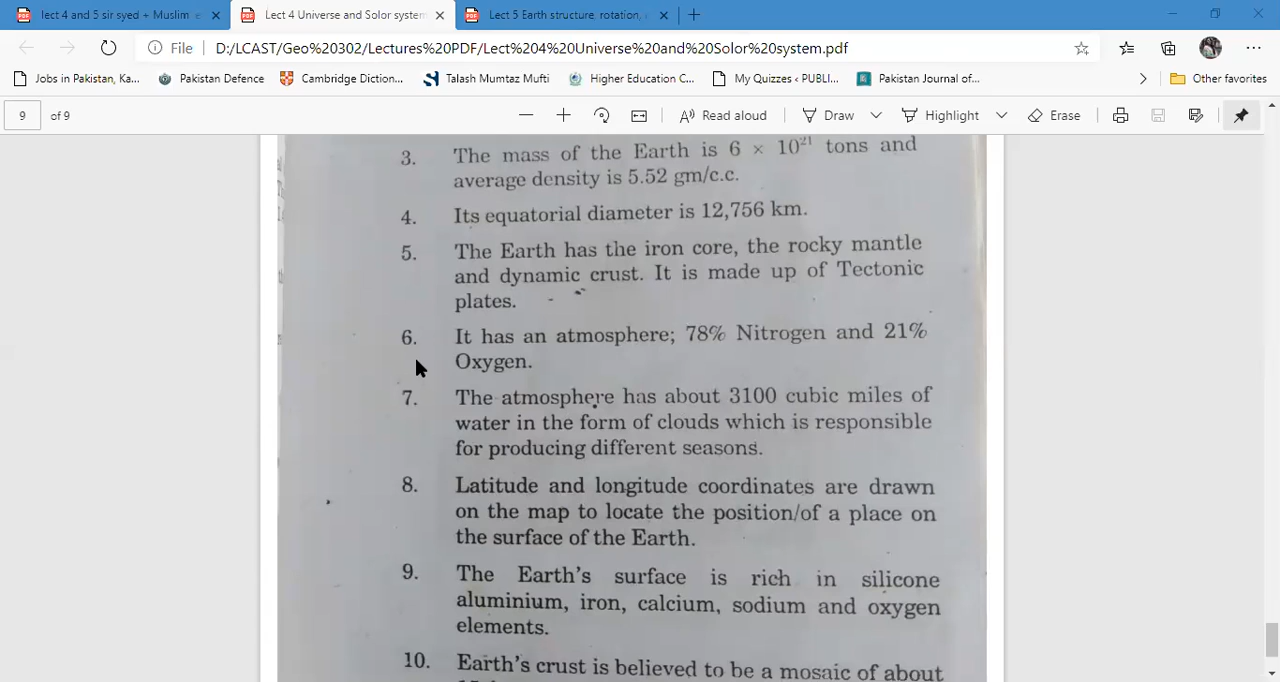 lect 4 and 5 sir syed + Muslim
Lect 4 Universe and Solor system
Lect 5 Earth structure, rotation,
File
D:/LCAST/Geo%20302/Lectures%20PDF/Lect%204%20Universe%20and%20Solor%20system.pdf
Jobs in Pakistan, Ka...
Pakistan Defence
Cambridge Diction...
Talash Mumtaz Mufti
Higher Education C...
My Quizzes ‹ PUBLI...
Pakistan Journal of...
Other favorites
9 of 9
Read aloud
Draw
Highlight
Erase
3. The mass of the Earth is 6 × 10²¹ tons and
average density is 5.52 gm/c.c.
4. Its equatorial diameter is 12,756 km.
5. The Earth has the iron core, the rocky mantle
and dynamic crust. It is made up of Tectonic
plates.
6. It has an atmosphere; 78% Nitrogen and 21%
Oxygen.
7. The atmosphere has about 3100 cubic miles of
water in the form of clouds which is responsible
for producing different seasons.
8. Latitude and longitude coordinates are drawn
on the map to locate the position/of a place on
the surface of the Earth.
9. The Earth's surface is rich in silicone
aluminium, iron, calcium, sodium and oxygen
elements.
10. Earth's crust is believed to be a mosaic of about